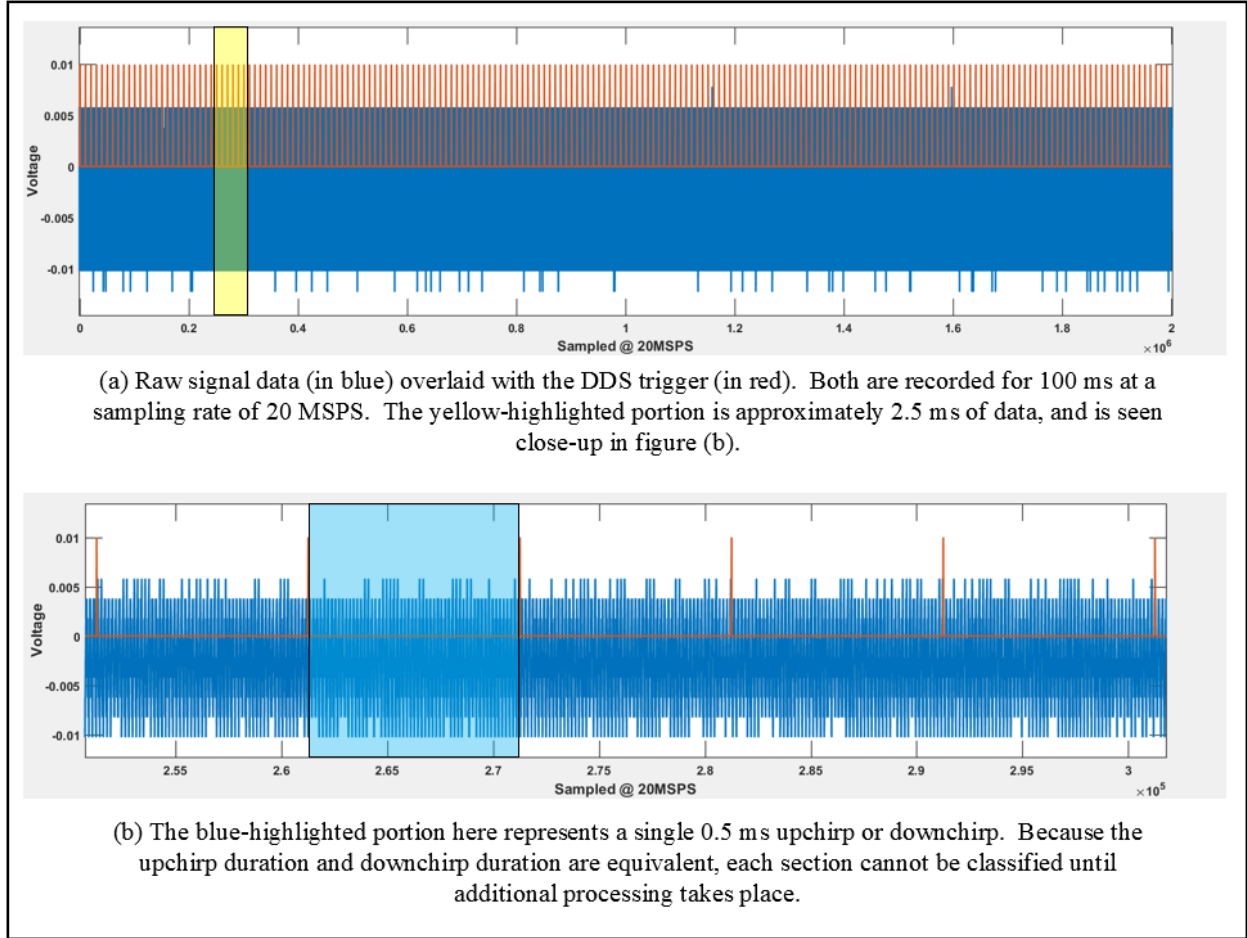 0.01
0.005
0
-0.005
-0.01
Voltage
0 0.2 0.4 0.6 0.8 1 1.2 1.4 1.6 1.8 2
Sampled @ 20MSPS
×10⁶
(a) Raw signal data (in blue) overlaid with the DDS trigger (in red). Both are recorded for 100 ms at a
sampling rate of 20 MSPS. The yellow-highlighted portion is approximately 2.5 ms of data, and is seen
close-up in figure (b).
0.01
0.005
0
-0.005
-0.01
Voltage
2.55 2.6 2.65 2.7 2.75 2.8 2.85 2.9 2.95 3
Sampled @ 20MSPS
×10⁵
(b) The blue-highlighted portion here represents a single 0.5 ms upchirp or downchirp. Because the
upchirp duration and downchirp duration are equivalent, each section cannot be classified until
additional processing takes place.